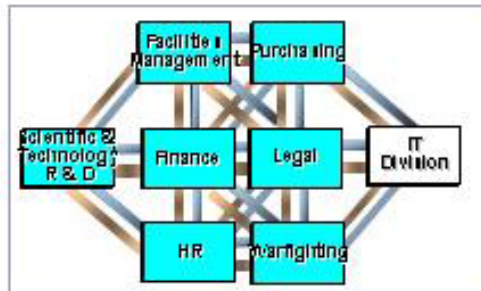 Facilities
Management
Purchasing
Scientific &
Technology
R & D
Finance
Legal
IT
Division
HR
Warfighting